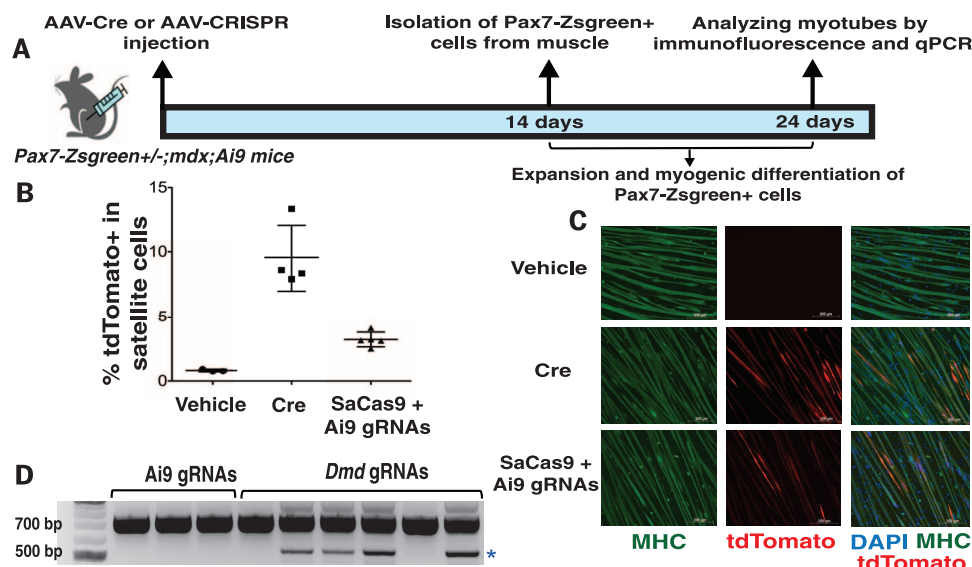 AAV-Cre or AAV-CRISPR
injection
Isolation of Pax7-Zsgreen+
cells from muscle
Analyzing myotubes by
immunofluorescence and qPCR
A
14 days
24 days
Pax7-Zsgreen+/-;mdx;Ai9 mice
Expansion and myogenic differentiation of
Pax7-Zsgreen+ cells
B
% tdTomato+ in
satellite cells
15
10
5
0
Vehicle
Cre
SaCas9 +
Ai9 gRNAs
C
Vehicle
Cre
SaCas9 +
Ai9 gRNAs
MHC
tdTomato
DAPI MHC
tdTomato
D
Ai9 gRNAs
Dmd gRNAs
700 bp
500 bp
*